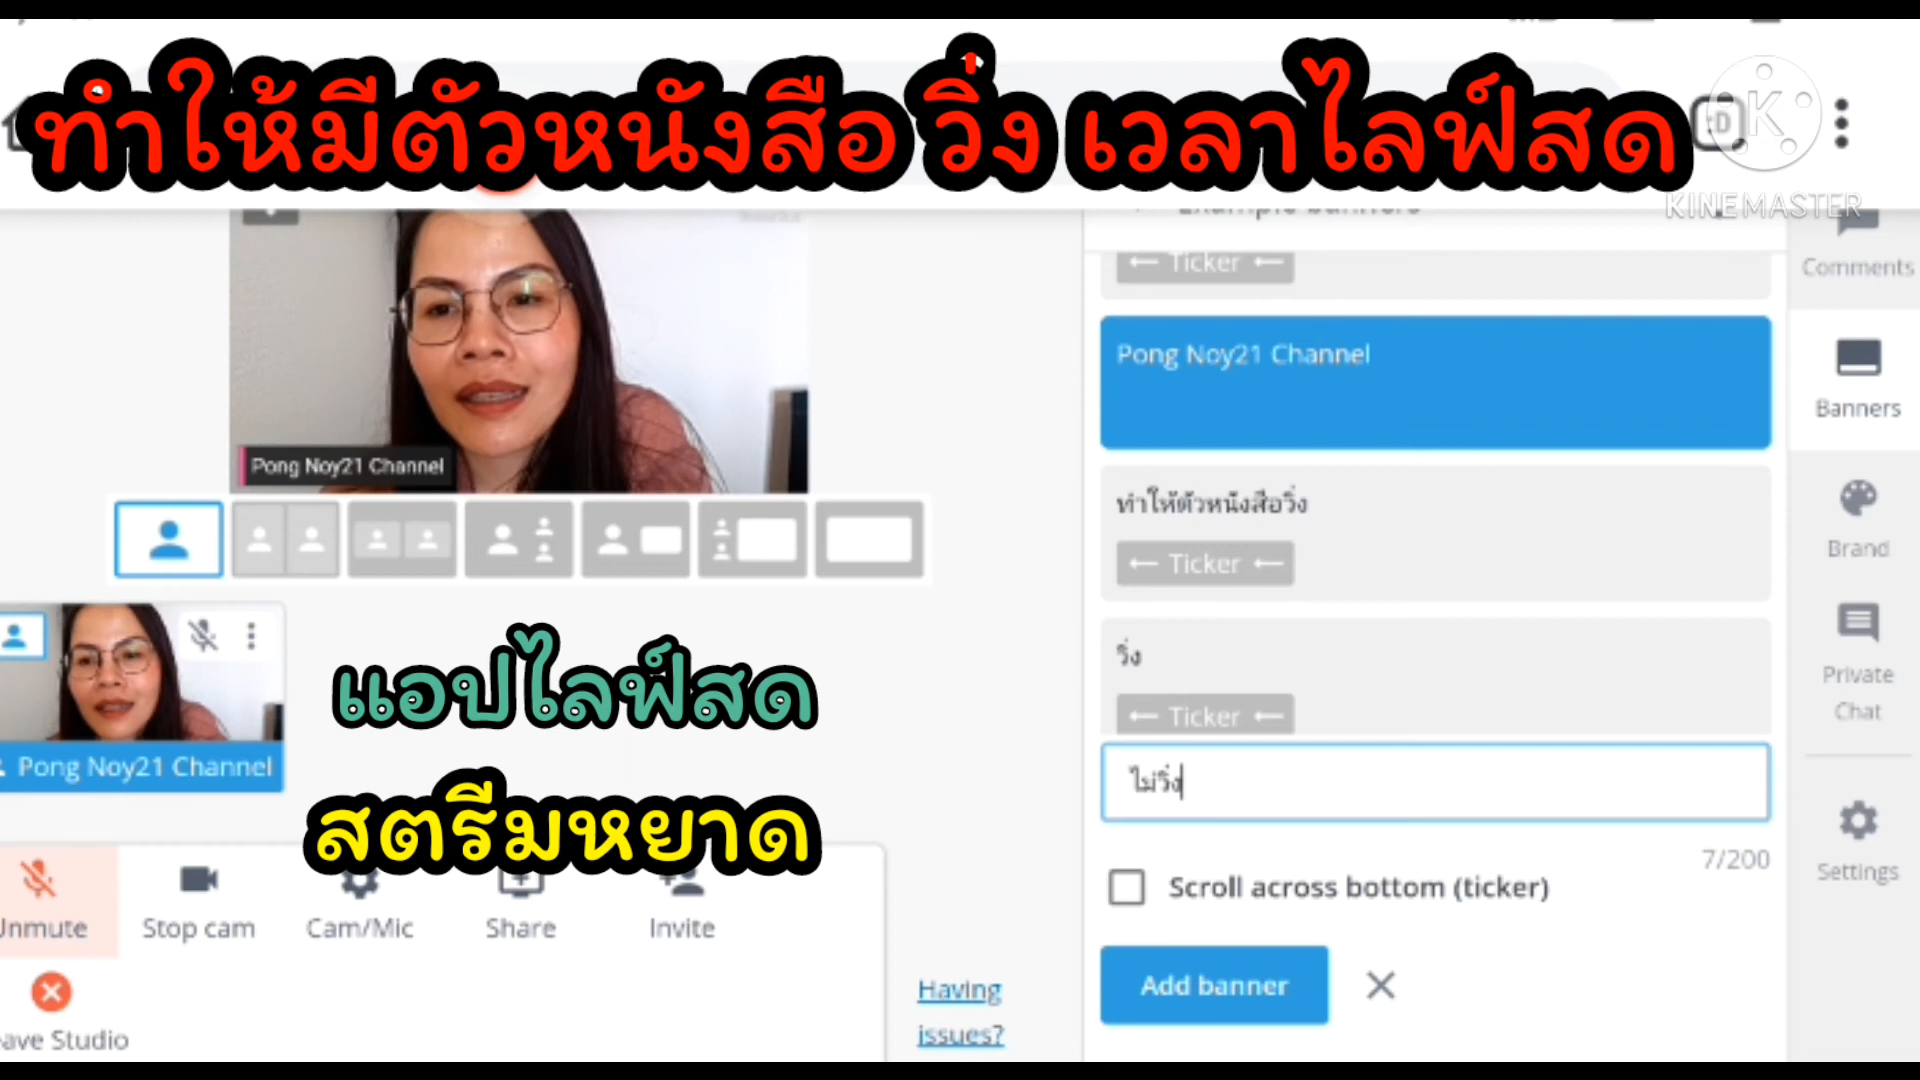 ทำให้มีตัวหนังสือ วิ่ง เวลาไลฟ์สด
:D
K
KINEMASTER
Example banners
← Ticker ←
Comments
Pong Noy21 Channel
Banners
Pong Noy21 Channel
ทำให้ตัวหนังสือวิ่ง
← Ticker ←
Brand
วิ่ง
← Ticker ←
Private
Chat
แอปไลฟ์สด
Pong Noy21 Channel
ไม่วิ่ง
สตรีมหยาด
7/200
Scroll across bottom (ticker)
Settings
Unmute
Stop cam
Cam/Mic
Share
Invite
Add banner
Having
issues?
Leave Studio